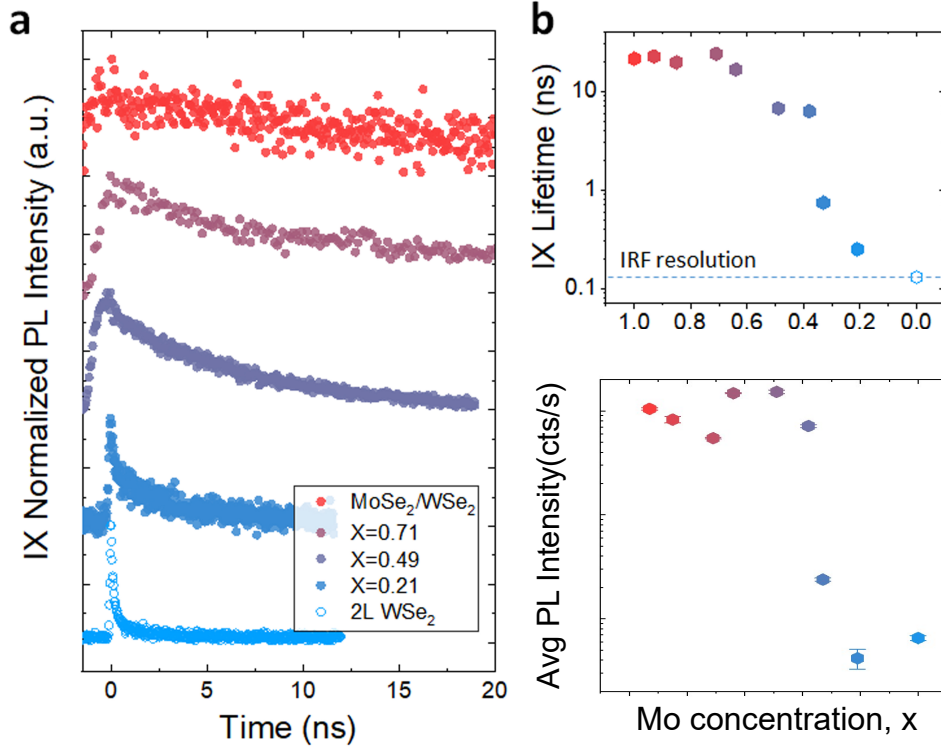 a
IX Normalized PL Intensity (a.u.)
MoSe₂/WSe₂
X=0.71
X=0.49
X=0.21
2L WSe₂
0 5 10 15 20
Time (ns)
b
IX Lifetime (ns)
10
1
0.1
IRF resolution
1.0 0.8 0.6 0.4 0.2 0.0
Avg PL Intensity(cts/s)
Mo concentration, x